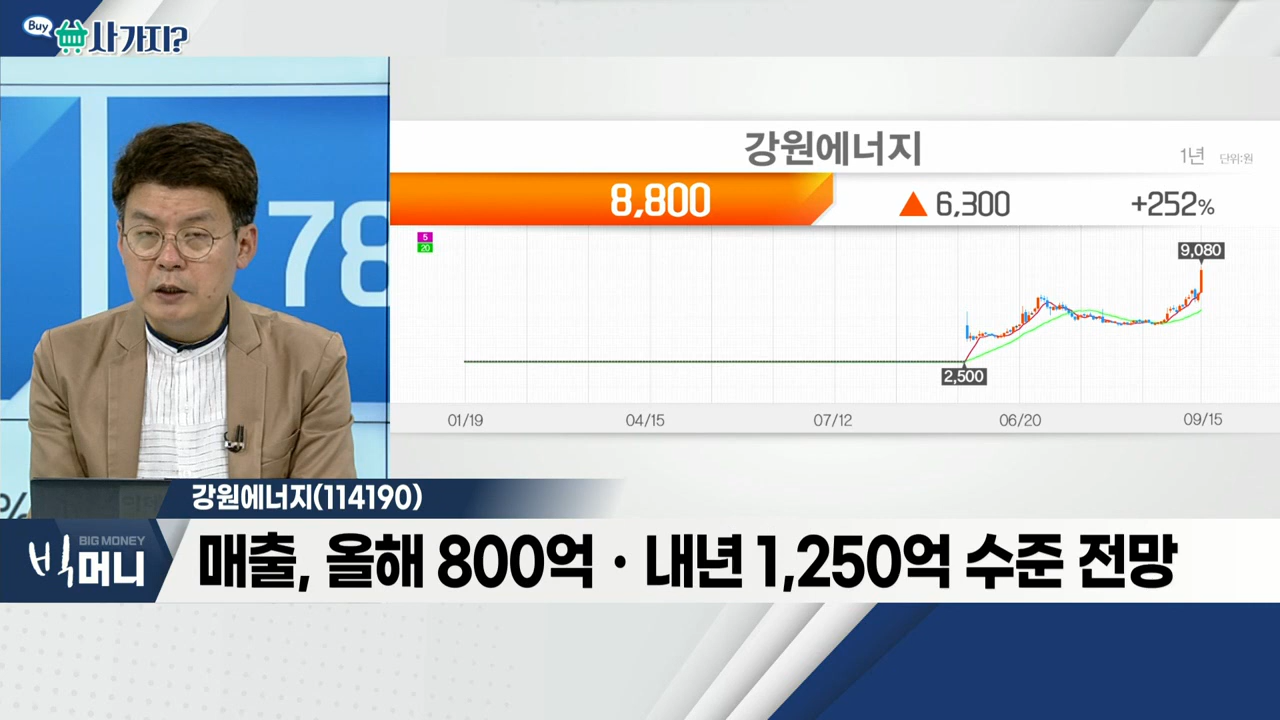 Buy 사가지?
78
강원에너지
1년 단위:원
8,800 ▲ 6,300 +252%
5
20
9,080
2,500
01/19 04/15 07/12 06/20 09/15
강원에너지(114190)
BIG MONEY
빅머니
매출, 올해 800억·내년 1,250억 수준 전망